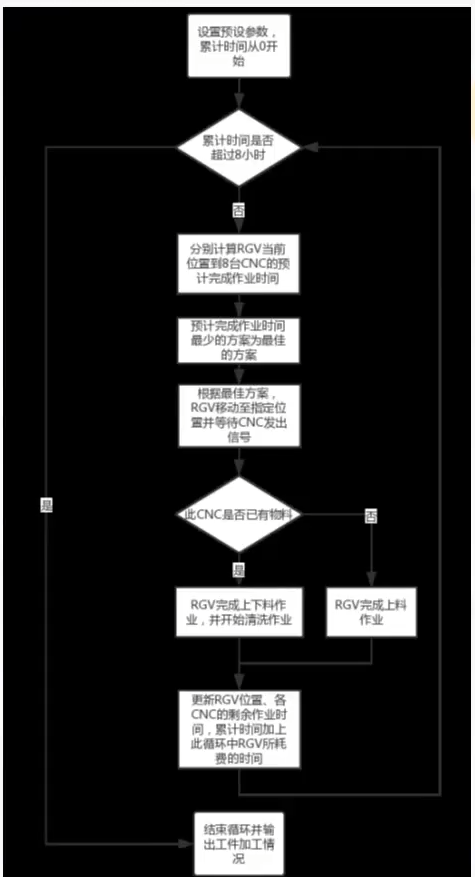 设置预设参数，
累计时间从0开
始
累计时间是否
超过8小时
否
分别计算RGV当前
位置到8台CNC的预
计完成作业时间
预计完成作业时间
最少的方案为最佳
的方案
根据最佳方案，
RGV移动至指定位
置并等待CNC发出
信号
是
此CNC是否已有物料
否
是
RGV完成上下料作
业，并开始清洗作业
RGV完成上料
作业
更新RGV位置、各
CNC的剩余作业时
间，累计时间加上
此循环中RGV所耗
费的时间
结束循环并输
出工件加工情
况